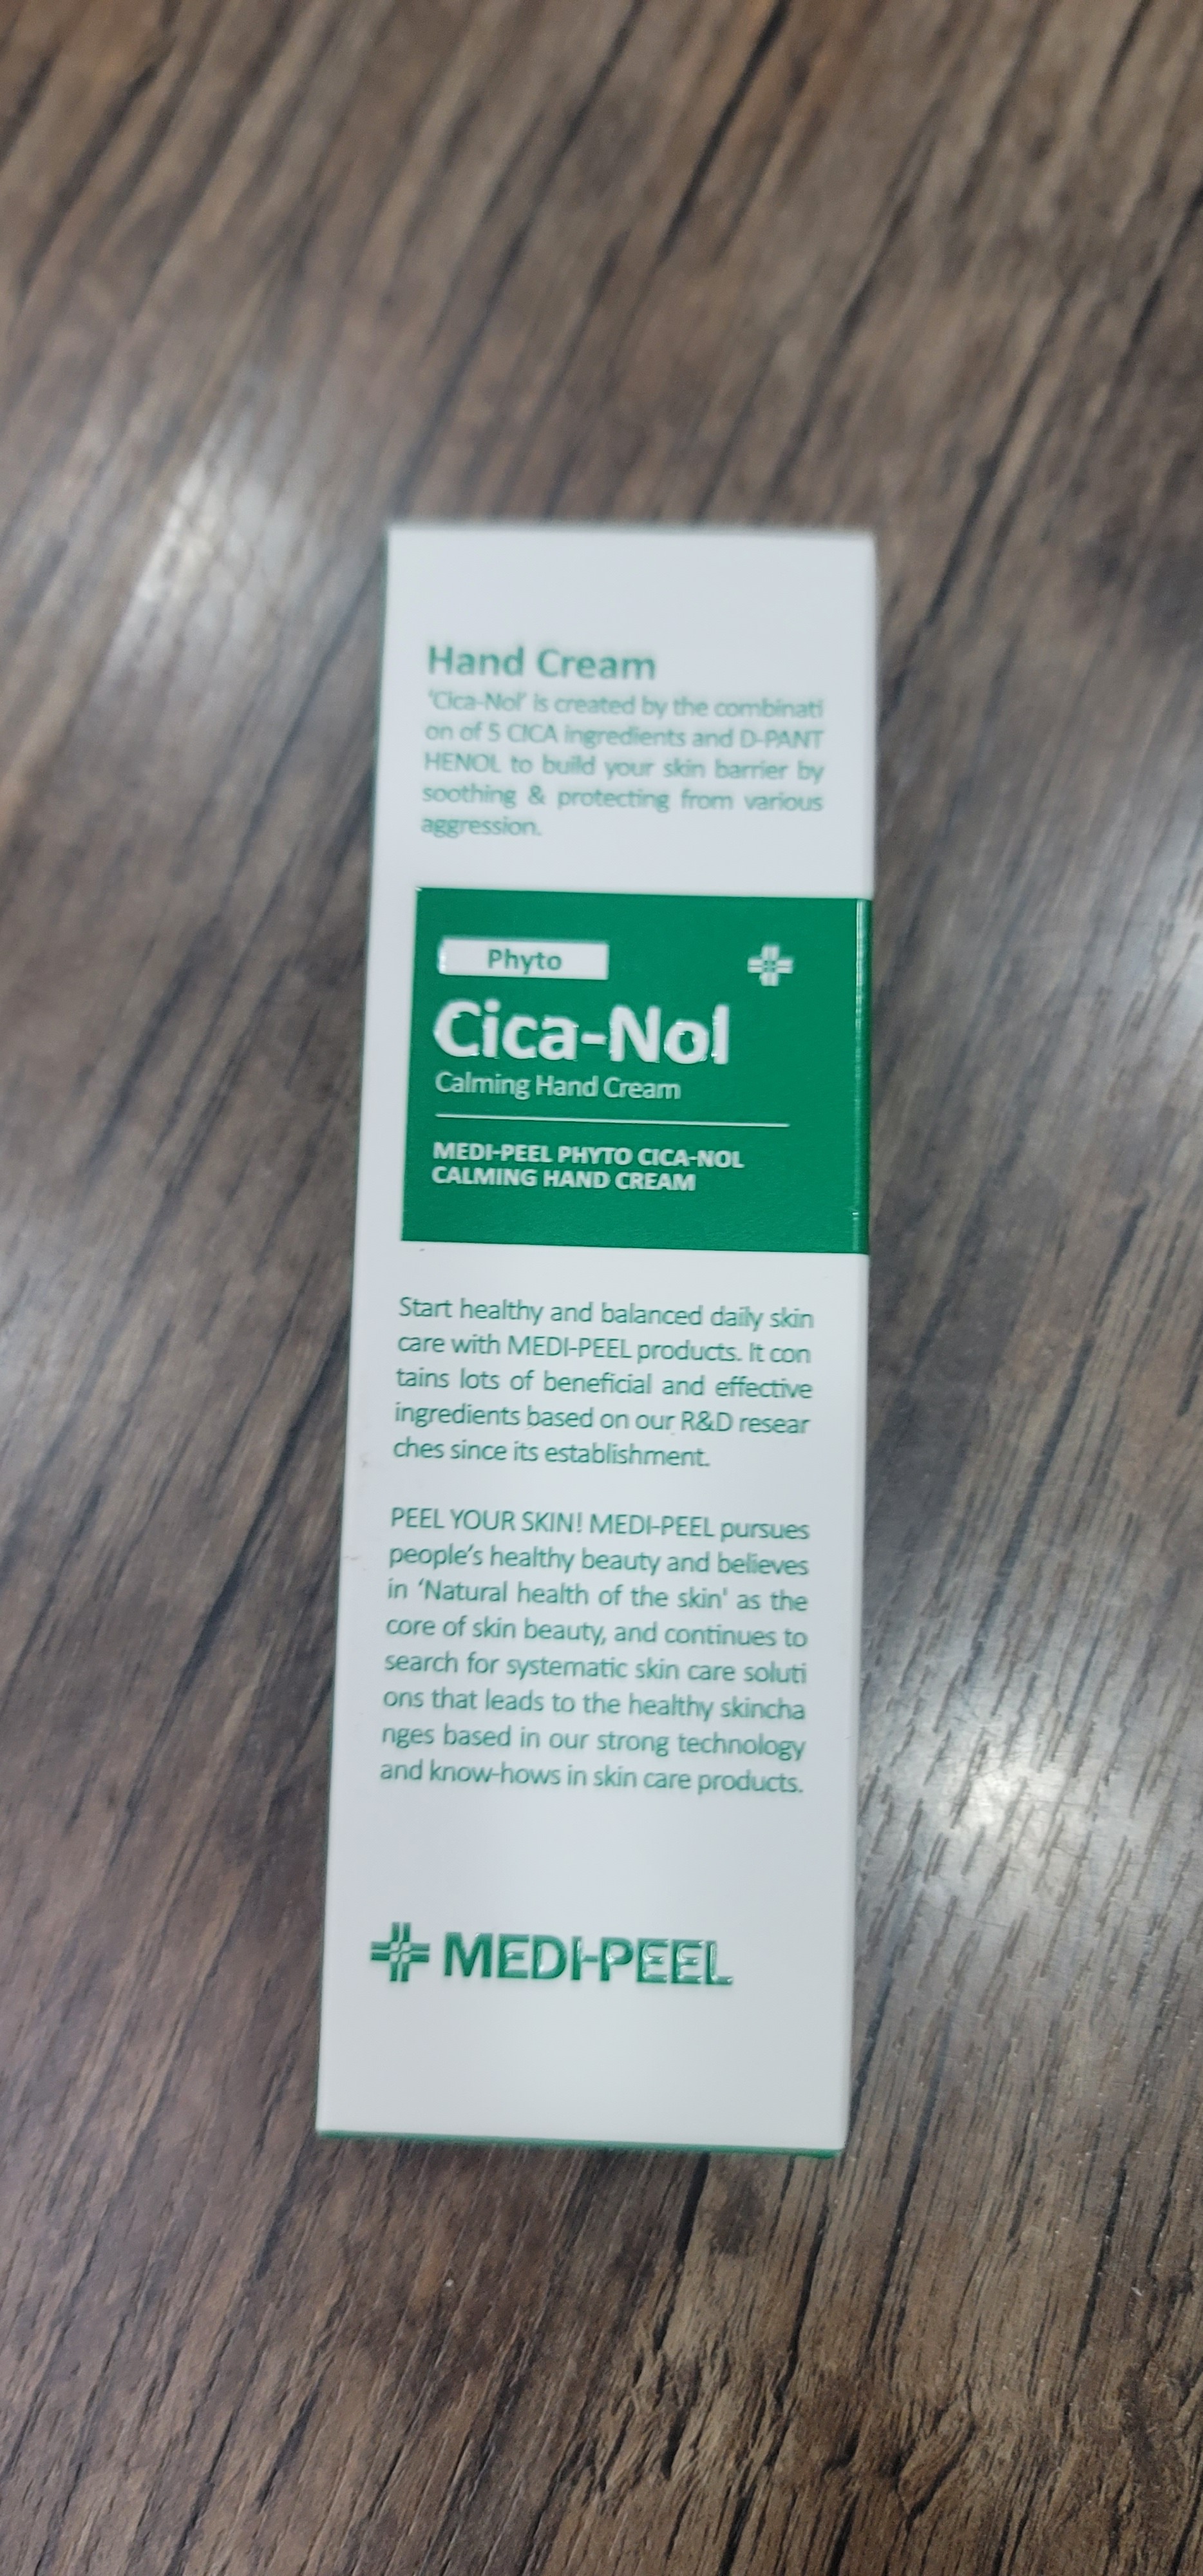 Hand Cream
'Cica-Nol' is created by the combinati
on of 5 CICA ingredients and D-PANT
HENOL to build your skin barrier by
soothing & protecting from various
aggression.
Phyto
Cica-Nol
Calming Hand Cream
MEDI-PEEL PHYTO CICA-NOL
CALMING HAND CREAM
Start healthy and balanced daily skin
care with MEDI-PEEL products. It con
tains lots of beneficial and effective
ingredients based on our R&D resear
ches since its establishment.
PEEL YOUR SKIN! MEDI-PEEL pursues
people's healthy beauty and believes
in 'Natural health of the skin' as the
core of skin beauty, and continues to
search for systematic skin care soluti
ons that leads to the healthy skincha
nges based in our strong technology
and know-hows in skin care products.
MEDI-PEEL